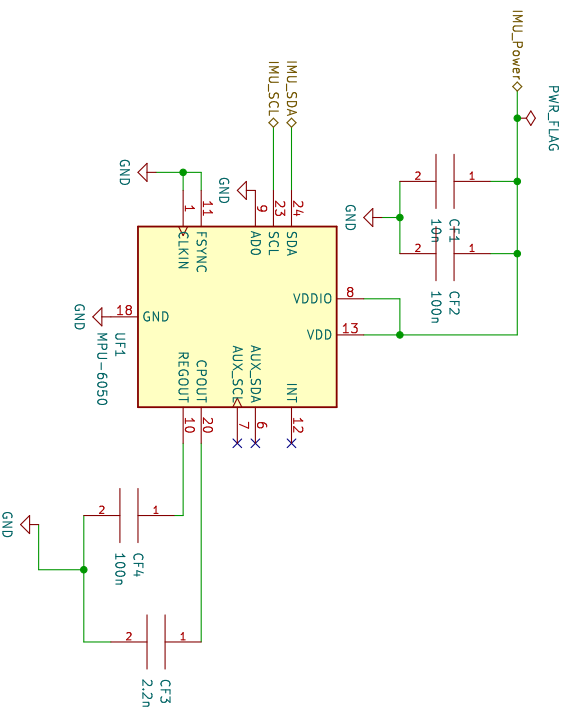 IMU_Power
PWR_FLAG
IMU_SDA
IMU_SCL
GND
GND
GND
2
1
CF1
10n
2
1
CF2
100n
1
11
9
23
24
CLKIN
FSYNC
AD0
SCL
SDA
VDDIO
8
VDD
13
GND
18
GND
UF1
MPU-6050
REGOUT
CPOUT
AUX_SCL
AUX_SDA
INT
10
20
7
6
12
GND
2
1
CF4
100n
2
1
CF3
2.2n